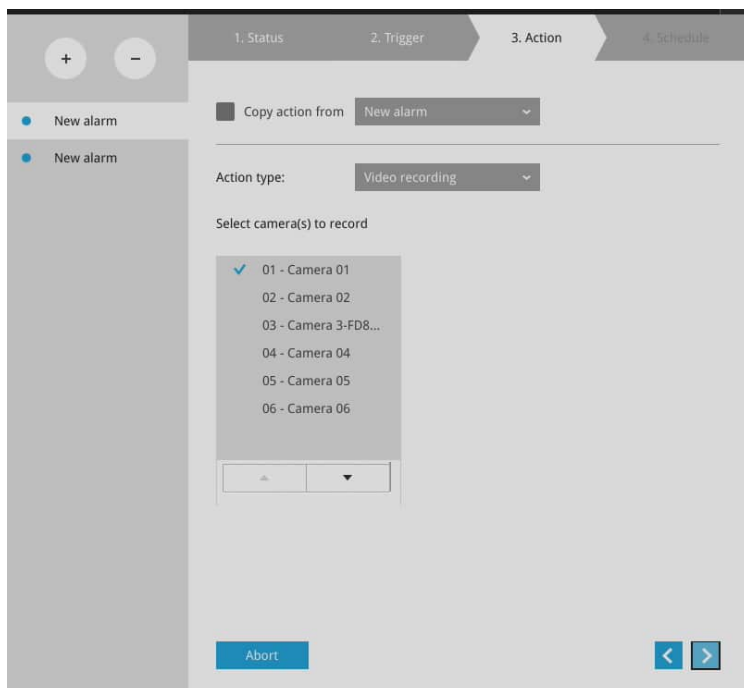 1. Status
2. Trigger
3. Action
4. Schedule
+
−
New alarm
New alarm
Copy action from
New alarm
Action type:
Video recording
Select camera(s) to record
01 - Camera 01
02 - Camera 02
03 - Camera 3-FD8...
04 - Camera 04
05 - Camera 05
06 - Camera 06
Abort